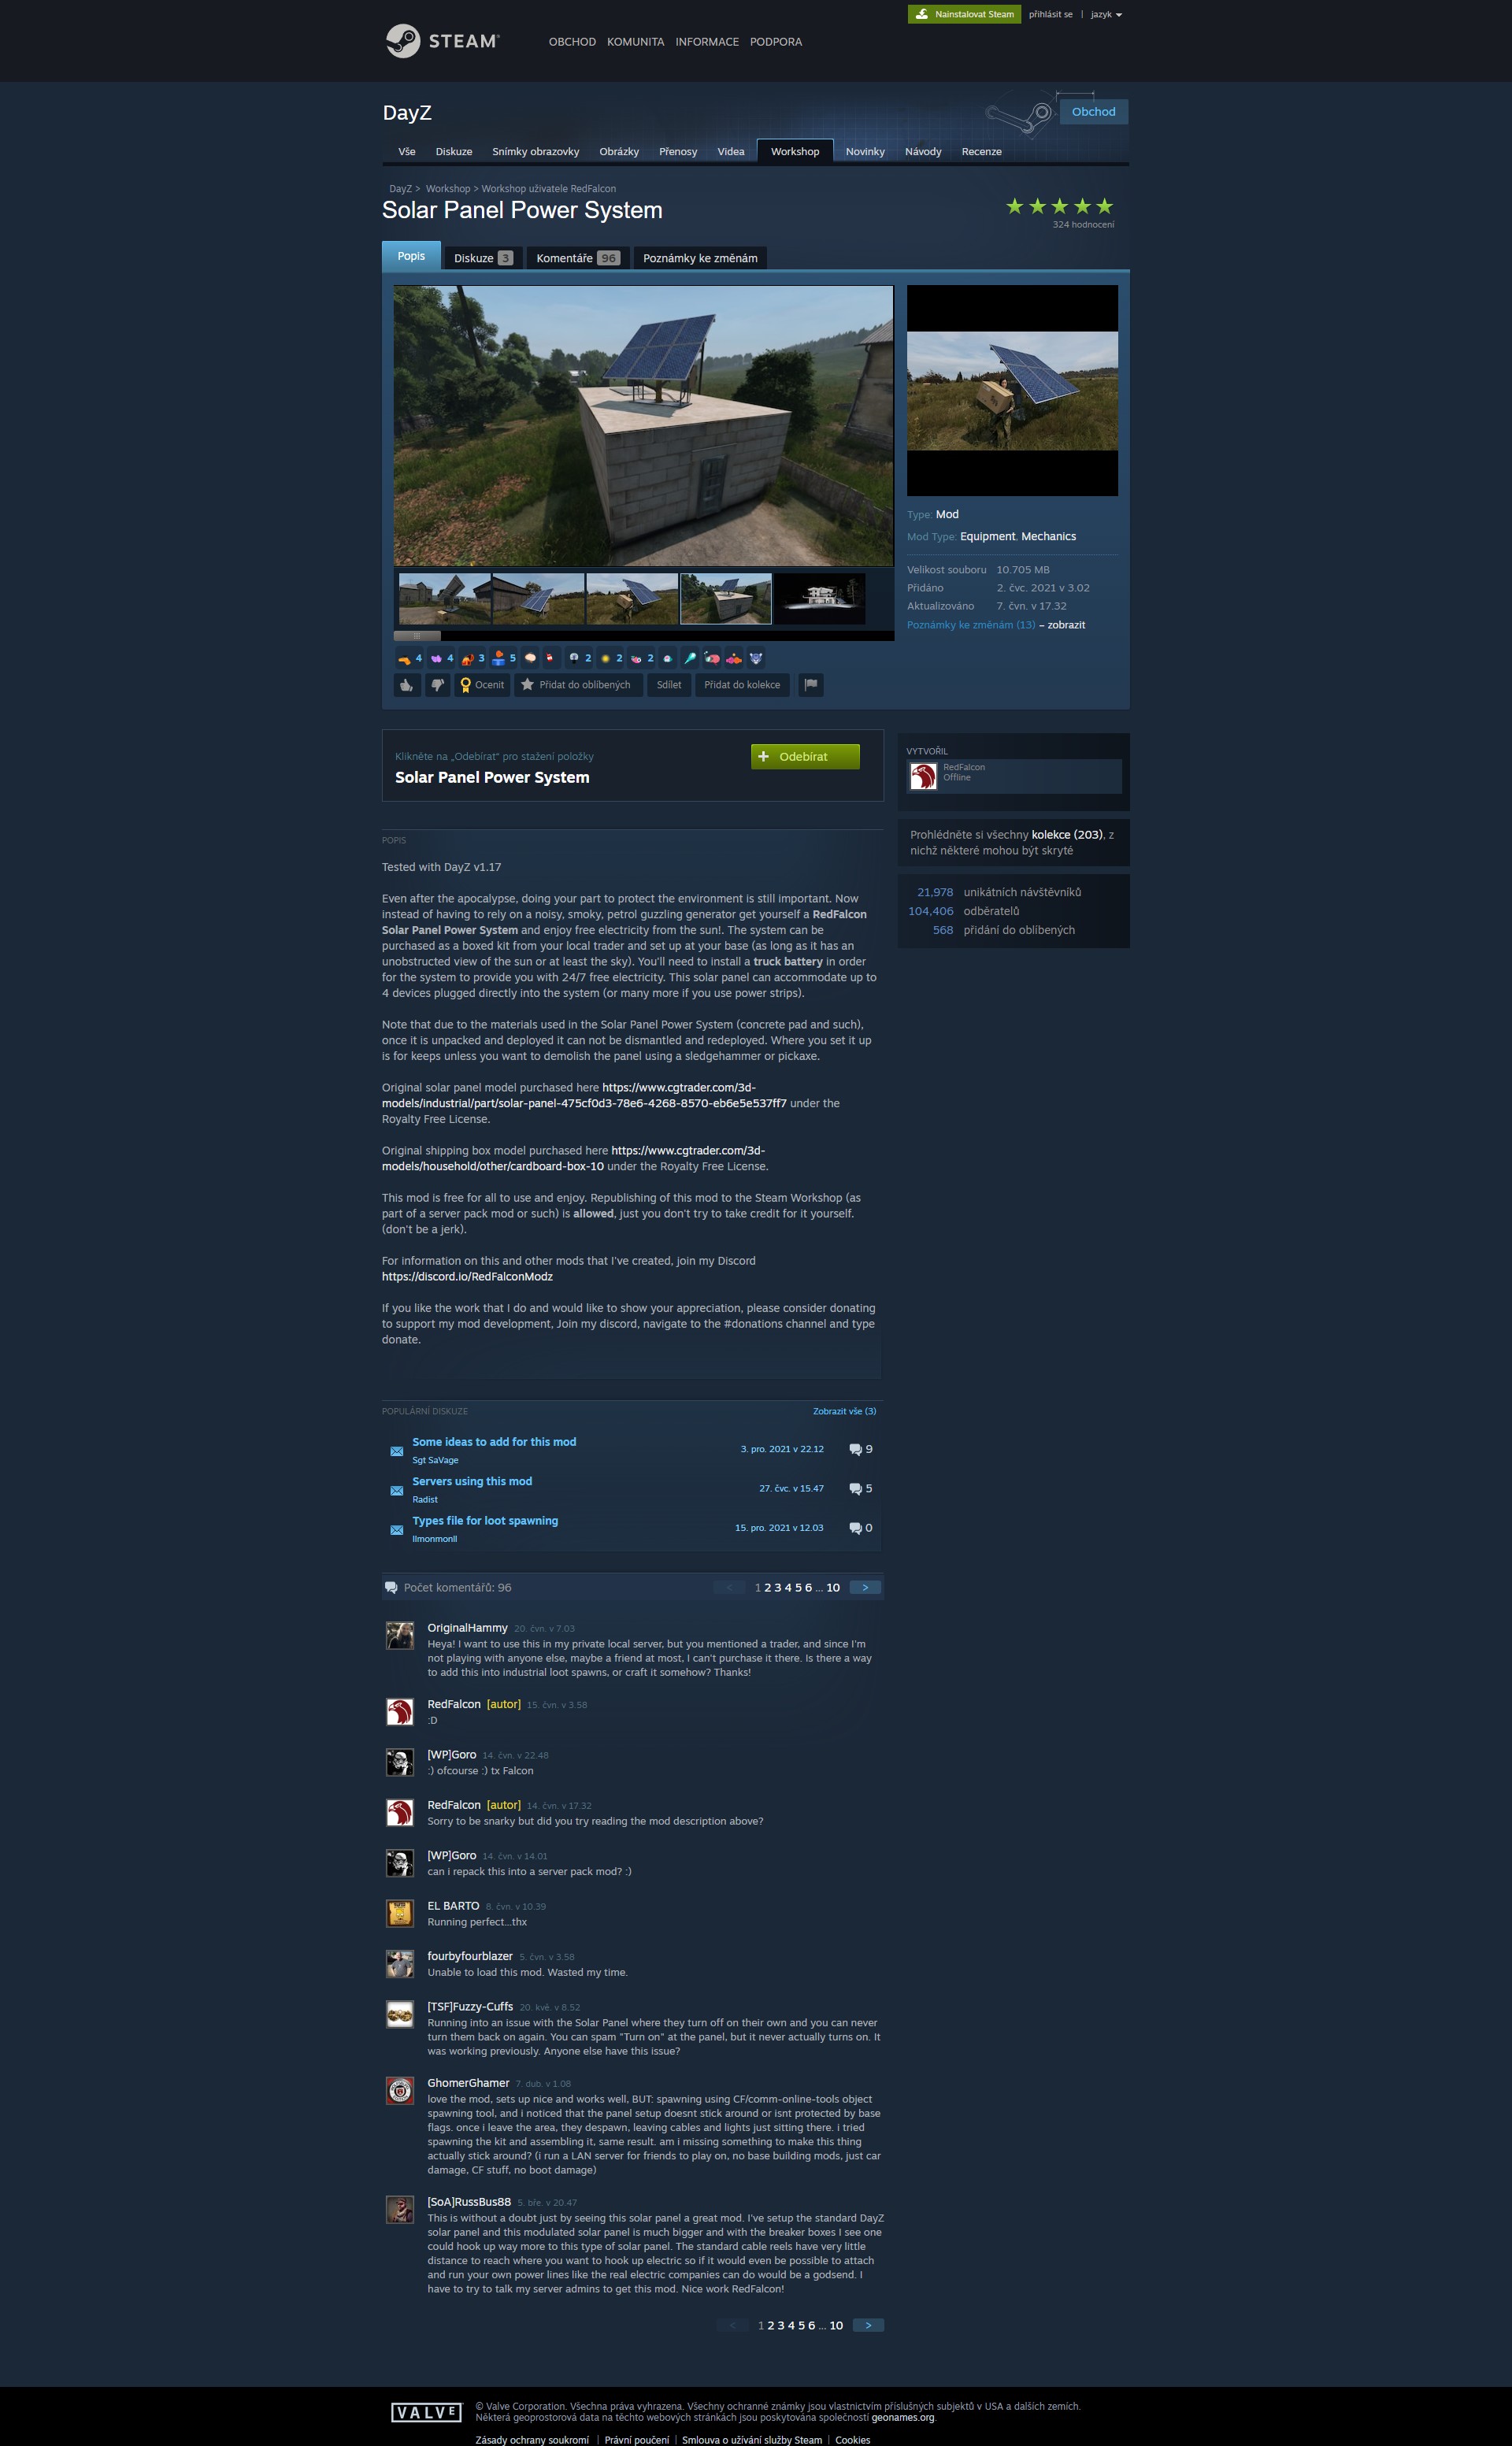 Nainstalovat Steam
přihlásit se | jazyk
STEAM
OBCHOD KOMUNITA INFORMACE PODPORA
DayZ
Obchod
Vše Diskuze Snímky obrazovky Obrázky Přenosy Videa Workshop Novinky Návody Recenze
DayZ > Workshop > Workshop uživatele RedFalcon
Solar Panel Power System
324 hodnocení
Popis Diskuze 3 Komentáře 96 Poznámky ke změnám
Type: Mod
Mod Type: Equipment, Mechanics
Velikost souboru 10.705 MB
Přidáno 2. čvc. 2021 v 3.02
Aktualizováno 7. čvn. v 17.32
Poznámky ke změnám (13) – zobrazit
4 4 3 5 2 2 2
Ocenit Přidat do oblíbených Sdílet Přidat do kolekce
Klikněte na „Odebírat“ pro stažení položky
Solar Panel Power System
Odebírat
VYTVOŘIL
RedFalcon
Offline
Prohlédněte si všechny kolekce (203), z
nichž některé mohou být skryté
21,978 unikátních návštěvníků
104,406 odběratelů
568 přidání do oblíbených
POPIS
Tested with DayZ v1.17
Even after the apocalypse, doing your part to protect the environment is still important. Now
instead of having to rely on a noisy, smoky, petrol guzzling generator get yourself a RedFalcon
Solar Panel Power System and enjoy free electricity from the sun!. The system can be
purchased as a boxed kit from your local trader and set up at your base (as long as it has an
unobstructed view of the sun or at least the sky). You'll need to install a truck battery in order
for the system to provide you with 24/7 free electricity. This solar panel can accommodate up to
4 devices plugged directly into the system (or many more if you use power strips).
Note that due to the materials used in the Solar Panel Power System (concrete pad and such),
once it is unpacked and deployed it can not be dismantled and redeployed. Where you set it up
is for keeps unless you want to demolish the panel using a sledgehammer or pickaxe.
Original solar panel model purchased here https://www.cgtrader.com/3d-
models/industrial/part/solar-panel-475cf0d3-78e6-4268-8570-eb6e5e537ff7 under the
Royalty Free License.
Original shipping box model purchased here https://www.cgtrader.com/3d-
models/household/other/cardboard-box-10 under the Royalty Free License.
This mod is free for all to use and enjoy. Republishing of this mod to the Steam Workshop (as
part of a server pack mod or such) is allowed, just you don't try to take credit for it yourself.
(don't be a jerk).
For information on this and other mods that I've created, join my Discord
https://discord.io/RedFalconModz
If you like the work that I do and would like to show your appreciation, please consider donating
to support my mod development, Join my discord, navigate to the #donations channel and type
donate.
POPULÁRNÍ DISKUZE Zobrazit vše (3)
Some ideas to add for this mod
Sgt SaVage
3. pro. 2021 v 22.12 9
Servers using this mod
Radist
27. čvc. v 15.47 5
Types file for loot spawning
llmonmonll
15. pro. 2021 v 12.03 0
Počet komentářů: 96 < 1 2 3 4 5 6 ... 10 >
OriginalHammy 20. čvn. v 7.03
Heya! I want to use this in my private local server, but you mentioned a trader, and since I'm
not playing with anyone else, maybe a friend at most, I can't purchase it there. Is there a way
to add this into industrial loot spawns, or craft it somehow? Thanks!
RedFalcon [autor] 15. čvn. v 3.58
:D
[WP]Goro 14. čvn. v 22.48
:) ofcourse :) tx Falcon
RedFalcon [autor] 14. čvn. v 17.32
Sorry to be snarky but did you try reading the mod description above?
[WP]Goro 14. čvn. v 14.01
can i repack this into a server pack mod? :)
EL BARTO 8. čvn. v 10.39
Running perfect...thx
fourbyfourblazer 5. čvn. v 3.58
Unable to load this mod. Wasted my time.
[TSF]Fuzzy-Cuffs 20. kvě. v 8.52
Running into an issue with the Solar Panel where they turn off on their own and you can never
turn them back on again. You can spam "Turn on" at the panel, but it never actually turns on. It
was working previously. Anyone else have this issue?
GhomerGhamer 7. dub. v 1.08
love the mod, sets up nice and works well, BUT: spawning using CF/comm-online-tools object
spawning tool, and i noticed that the panel setup doesnt stick around or isnt protected by base
flags. once i leave the area, they despawn, leaving cables and lights just sitting there. i tried
spawning the kit and assembling it, same result. am i missing something to make this thing
actually stick around? (i run a LAN server for friends to play on, no base building mods, just car
damage, CF stuff, no boot damage)
[SoA]RussBus88 5. bře. v 20.47
This is without a doubt just by seeing this solar panel a great mod. I've setup the standard DayZ
solar panel and this modulated solar panel is much bigger and with the breaker boxes I see one
could hook up way more to this type of solar panel. The standard cable reels have very little
distance to reach where you want to hook up electric so if it would even be possible to attach
and run your own power lines like the real electric companies can do would be a godsend. I
have to try to talk my server admins to get this mod. Nice work RedFalcon!
< 1 2 3 4 5 6 ... 10 >
VALVE
© Valve Corporation. Všechna práva vyhrazena. Všechny ochranné známky jsou vlastnictvím příslušných subjektů v USA a dalších zemích.
Některá geoprostorová data na těchto webových stránkách jsou poskytována společností geonames.org.
Zásady ochrany soukromí | Právní poučení | Smlouva o užívání služby Steam | Cookies